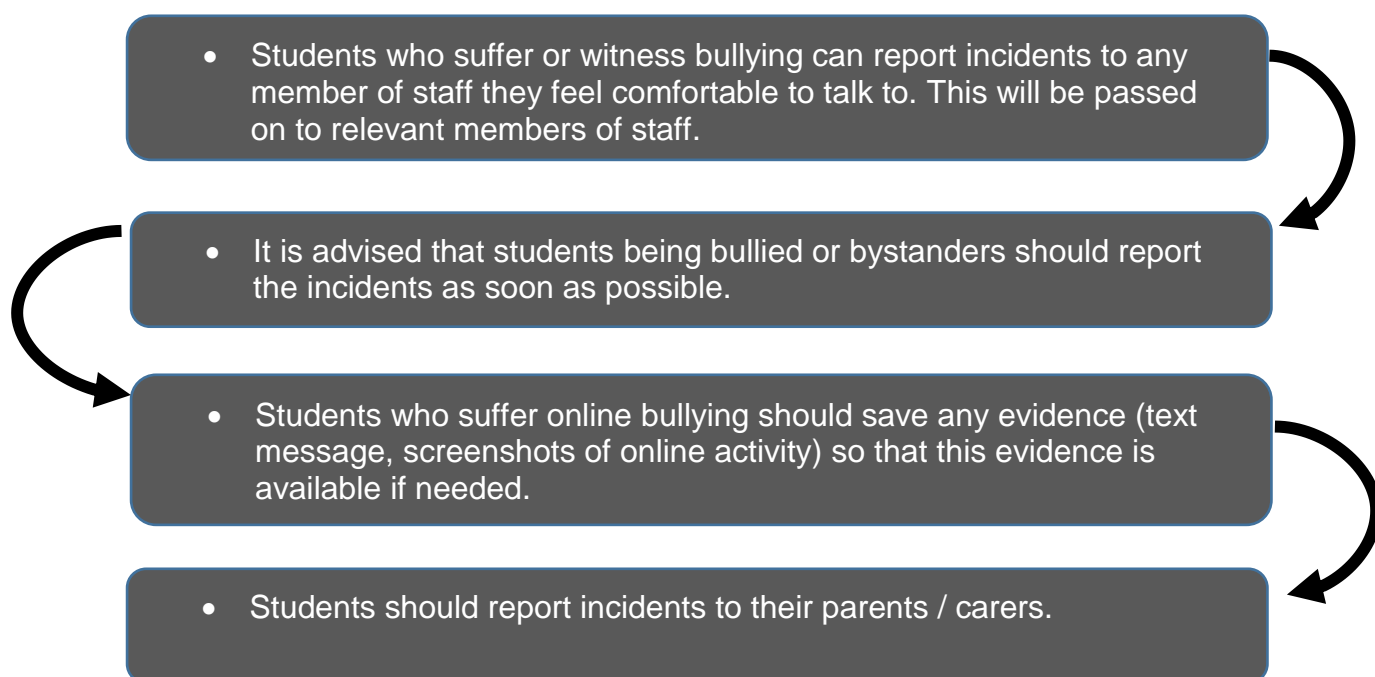 • Students who suffer or witness bullying can report incidents to any
member of staff they feel comfortable to talk to. This will be passed
on to relevant members of staff.
• It is advised that students being bullied or bystanders should report
the incidents as soon as possible.
• Students who suffer online bullying should save any evidence (text
message, screenshots of online activity) so that this evidence is
available if needed.
• Students should report incidents to their parents / carers.